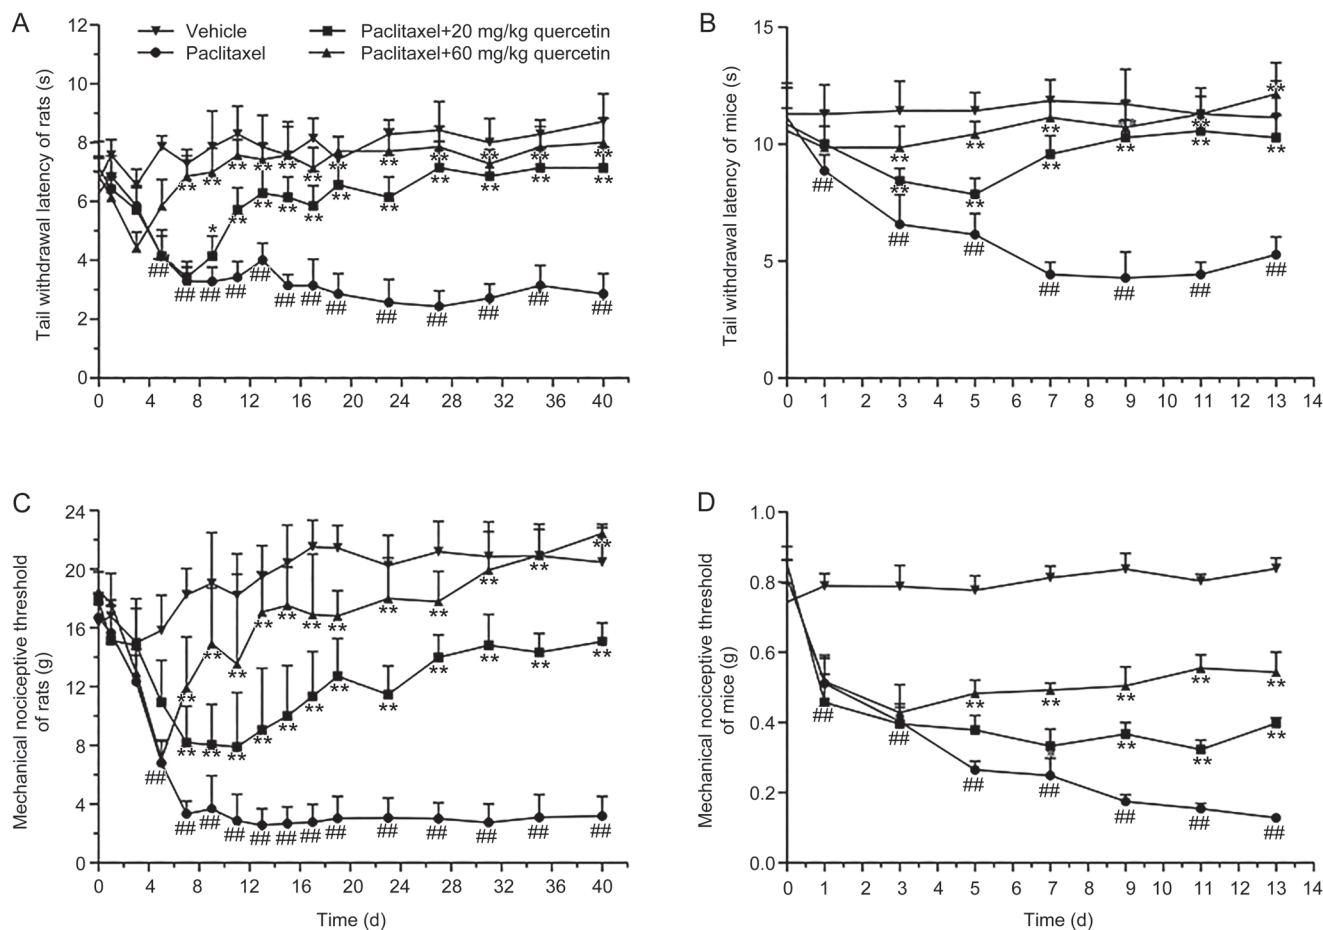 A
Vehicle
Paclitaxel
Paclitaxel+20 mg/kg quercetin
Paclitaxel+60 mg/kg quercetin
Tail withdrawal latency of rats (s)
12
10
8
6
4
2
0
** ** ** ** ** ** ** ** ** ** ** **
* ** ** ** ** ** ** ** ** ** **
## ## ## ## ## ## ## ## ## ## ## ## ##
0 4 8 12 16 20 24 28 32 36 40
B
Tail withdrawal latency of mice (s)
15
10
5
0
** ** ** ** ** **
** ** ** ** ** **
## ## ## ## ## ## ##
0 1 2 3 4 5 6 7 8 9 10 11 12 13 14
C
Mechanical nociceptive threshold
of rats (g)
24
20
16
12
8
4
0
** ** ** ** ** ** ** ** ** ** ** **
** ** ** ** ** ** ** ** ** ** ** **
## ## ## ## ## ## ## ## ## ## ## ## ##
0 4 8 12 16 20 24 28 32 36 40
Time (d)
D
Mechanical nociceptive threshold
of mice (g)
1.0
0.8
0.6
0.4
0.2
0.0
** ** ** ** **
* ** ** **
## ## ## ## ## ## ##
0 1 2 3 4 5 6 7 8 9 10 11 12 13 14
Time (d)